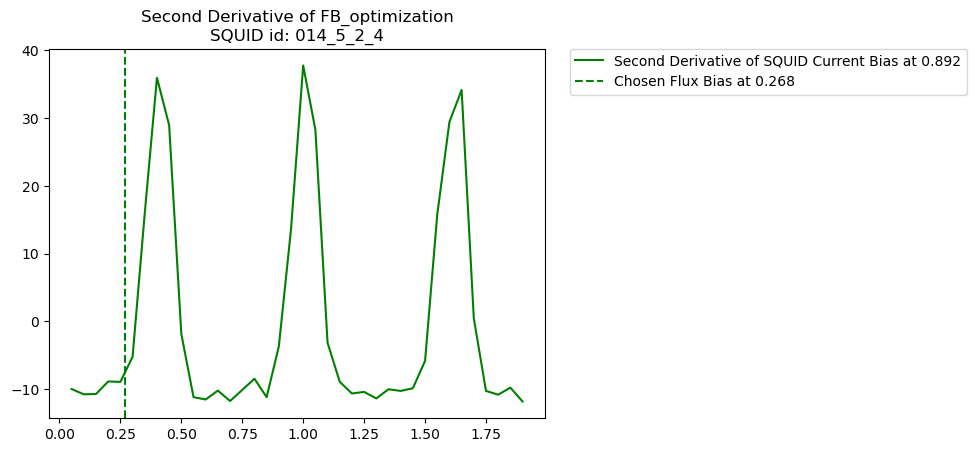 Second Derivative of FB_optimization
SQUID id: 014_5_2_4
40
30
20
10
0
−10
0.00 0.25 0.50 0.75 1.00 1.25 1.50 1.75
Second Derivative of SQUID Current Bias at 0.892
Chosen Flux Bias at 0.268